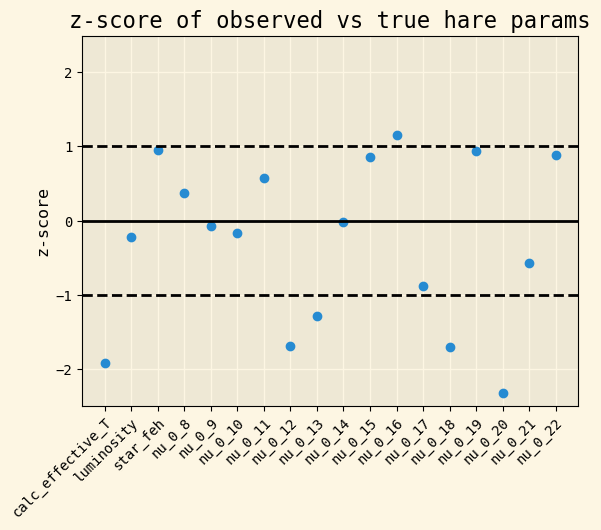 z-score of observed vs true hare params
z-score
2
1
0
−1
−2
calc_effective_T
luminosity
star_feh
nu_0_8
nu_0_9
nu_0_10
nu_0_11
nu_0_12
nu_0_13
nu_0_14
nu_0_15
nu_0_16
nu_0_17
nu_0_18
nu_0_19
nu_0_20
nu_0_21
nu_0_22